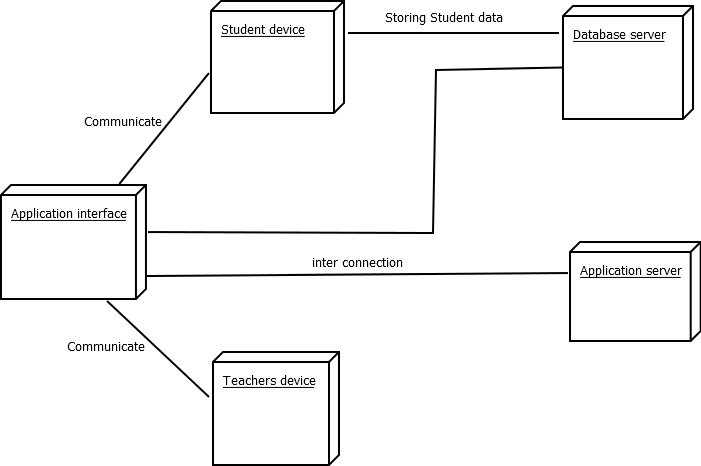 Storing Student data
Student device
Database server
Communicate
Application interface
inter connection
Application server
Communicate
Teachers device